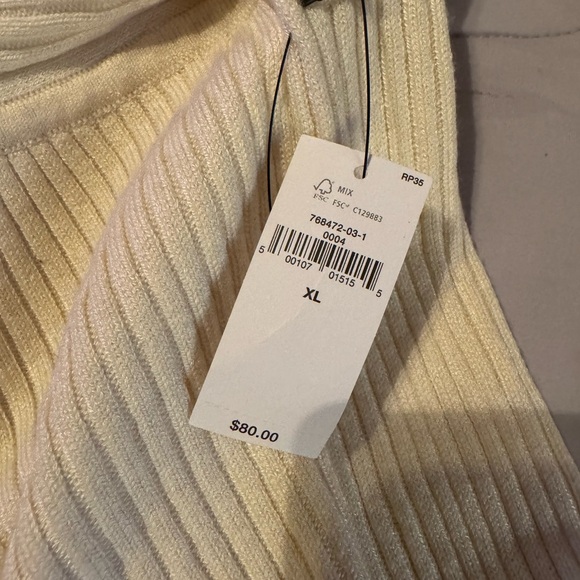 RP35
MIX
FSC FSC® C129883
768472-03-1
0004
5 00107 01515 5
XL
$80.00